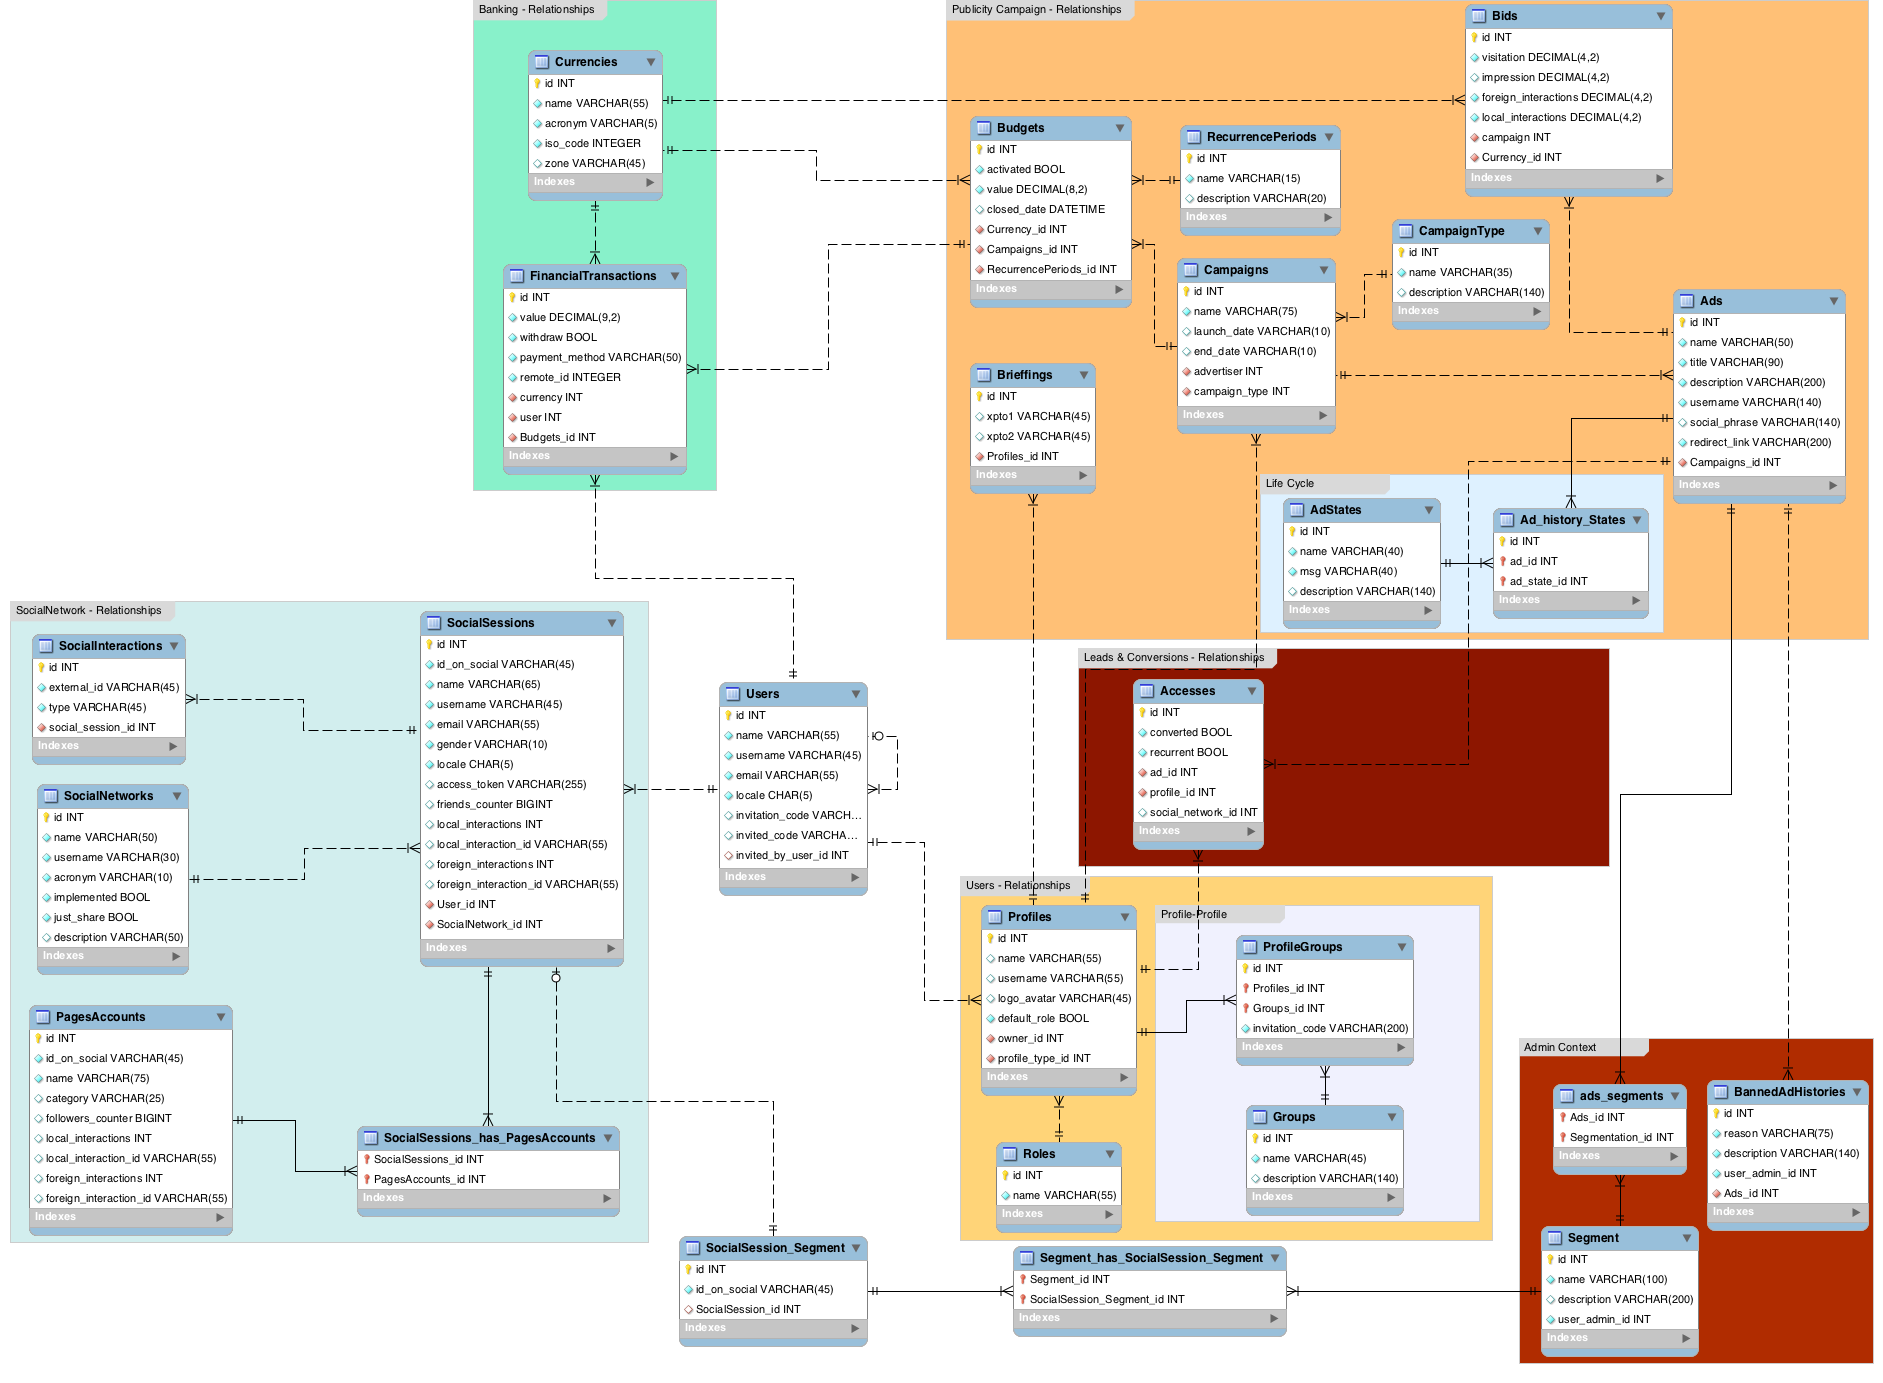 Banking - Relationships
Currencies
id INT
name VARCHAR(55)
acronym VARCHAR(5)
iso_code INTEGER
zone VARCHAR(45)
Indexes
FinancialTransactions
id INT
value DECIMAL(9,2)
withdraw BOOL
payment_method VARCHAR(50)
remote_id INTEGER
currency INT
user INT
Budgets_id INT
Indexes
Publicity Campaign - Relationships
Bids
id INT
visitation DECIMAL(4,2)
impression DECIMAL(4,2)
foreign_interactions DECIMAL(4,2)
local_interactions DECIMAL(4,2)
campaign INT
Currency_id INT
Indexes
Budgets
id INT
activated BOOL
value DECIMAL(8,2)
closed_date DATETIME
Currency_id INT
Campaigns_id INT
RecurrencePeriods_id INT
Indexes
RecurrencePeriods
id INT
name VARCHAR(15)
description VARCHAR(20)
Indexes
CampaignType
id INT
name VARCHAR(35)
description VARCHAR(140)
Indexes
Campaigns
id INT
name VARCHAR(75)
launch_date VARCHAR(10)
end_date VARCHAR(10)
advertiser INT
campaign_type INT
Indexes
Ads
id INT
name VARCHAR(50)
title VARCHAR(90)
description VARCHAR(200)
username VARCHAR(140)
social_phrase VARCHAR(140)
redirect_link VARCHAR(200)
Campaigns_id INT
Indexes
Brieffings
id INT
xpto1 VARCHAR(45)
xpto2 VARCHAR(45)
Profiles_id INT
Indexes
Life Cycle
AdStates
id INT
name VARCHAR(40)
msg VARCHAR(40)
description VARCHAR(140)
Indexes
Ad_history_States
id INT
ad_id INT
ad_state_id INT
Indexes
SocialNetwork - Relationships
SocialInteractions
id INT
external_id VARCHAR(45)
type VARCHAR(45)
social_session_id INT
Indexes
SocialSessions
id INT
id_on_social VARCHAR(45)
name VARCHAR(65)
username VARCHAR(45)
email VARCHAR(55)
gender VARCHAR(10)
locale CHAR(5)
access_token VARCHAR(255)
friends_counter BIGINT
local_interactions INT
local_interaction_id VARCHAR(55)
foreign_interactions INT
foreign_interaction_id VARCHAR(55)
User_id INT
SocialNetwork_id INT
Indexes
SocialNetworks
id INT
name VARCHAR(50)
username VARCHAR(30)
acronym VARCHAR(10)
implemented BOOL
just_share BOOL
description VARCHAR(50)
Indexes
PagesAccounts
id INT
id_on_social VARCHAR(45)
name VARCHAR(75)
category VARCHAR(25)
followers_counter BIGINT
local_interactions INT
local_interaction_id VARCHAR(55)
foreign_interactions INT
foreign_interaction_id VARCHAR(55)
Indexes
SocialSessions_has_PagesAccounts
SocialSessions_id INT
PagesAccounts_id INT
Indexes
Users
id INT
name VARCHAR(55)
username VARCHAR(45)
email VARCHAR(55)
locale CHAR(5)
invitation_code VARCH...
invited_code VARCHA...
invited_by_user_id INT
Indexes
Leads & Conversions - Relationships
Accesses
id INT
converted BOOL
recurrent BOOL
ad_id INT
profile_id INT
social_network_id INT
Indexes
Users - Relationships
Profiles
id INT
name VARCHAR(55)
username VARCHAR(55)
logo_avatar VARCHAR(45)
default_role BOOL
owner_id INT
profile_type_id INT
Indexes
Profile-Profile
ProfileGroups
id INT
Profiles_id INT
Groups_id INT
invitation_code VARCHAR(200)
Indexes
Groups
id INT
name VARCHAR(45)
description VARCHAR(140)
Indexes
Roles
id INT
name VARCHAR(55)
Indexes
SocialSession_Segment
id INT
id_on_social VARCHAR(45)
SocialSession_id INT
Indexes
Segment_has_SocialSession_Segment
Segment_id INT
SocialSession_Segment_id INT
Indexes
Admin Context
ads_segments
Ads_id INT
Segmentation_id INT
Indexes
BannedAdHistories
id INT
reason VARCHAR(75)
description VARCHAR(140)
user_admin_id INT
Ads_id INT
Indexes
Segment
id INT
name VARCHAR(100)
description VARCHAR(200)
user_admin_id INT
Indexes